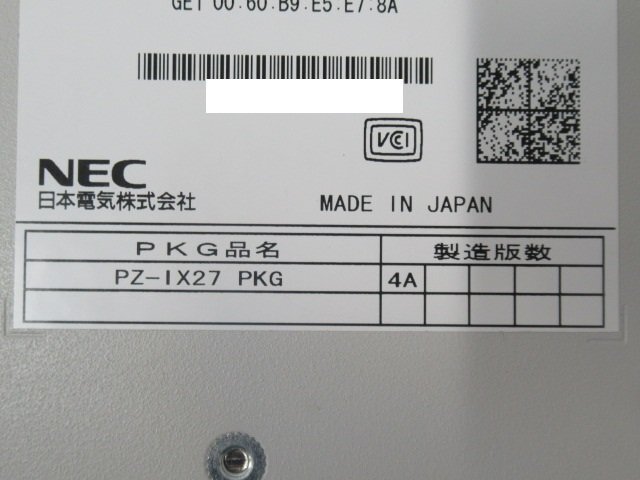 GE1 00:60:B9:E5:E7:8A
VCI
NEC
日本電気株式会社
MADE IN JAPAN
PKG品名 製造版数
PZ-IX27 PKG 4A